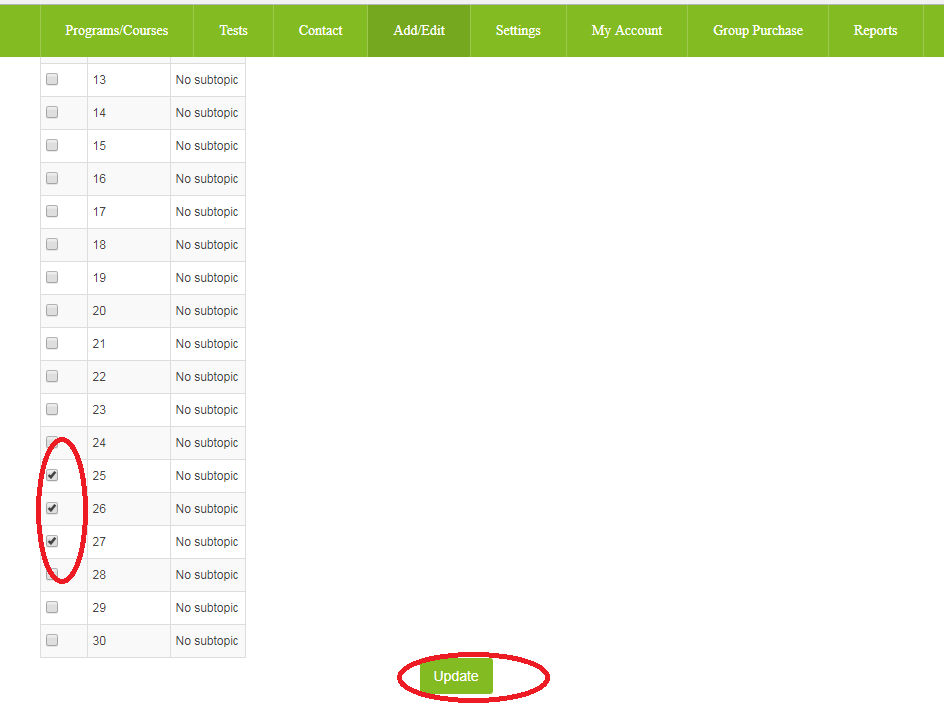 Programs/Courses Tests Contact Add/Edit Settings My Account Group Purchase Reports
13 No subtopic
14 No subtopic
15 No subtopic
16 No subtopic
17 No subtopic
18 No subtopic
19 No subtopic
20 No subtopic
21 No subtopic
22 No subtopic
23 No subtopic
24 No subtopic
25 No subtopic
26 No subtopic
27 No subtopic
28 No subtopic
29 No subtopic
30 No subtopic
Update